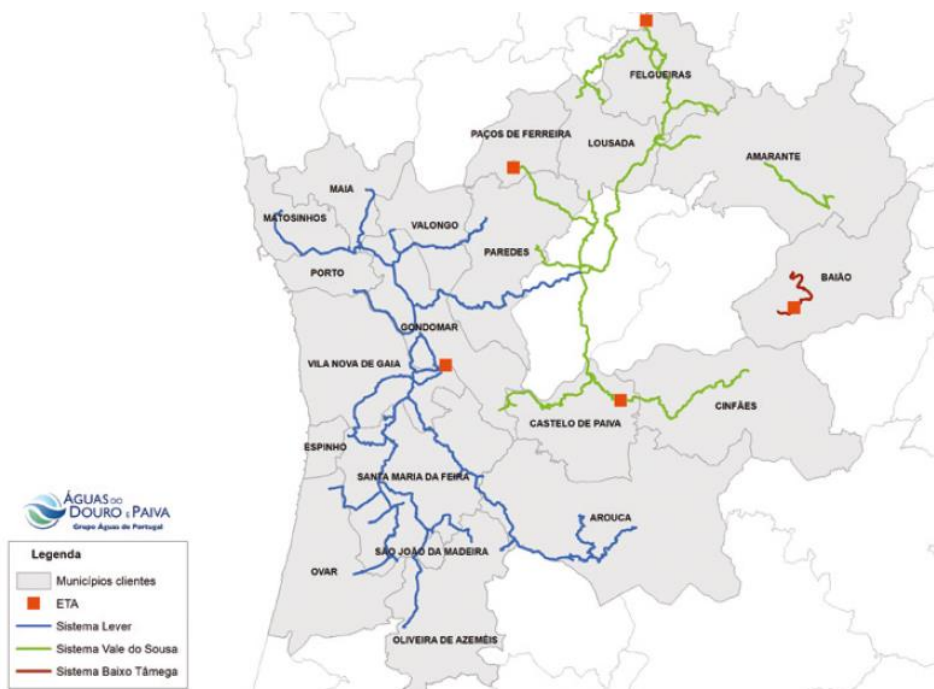 FELGUEIRAS
PAÇOS DE FERREIRA
LOUSADA
AMARANTE
MAIA
MATOSINHOS
VALONGO
PAREDES
PORTO
BAIÃO
GONDOMAR
VILA NOVA DE GAIA
CINFÃES
CASTELO DE PAIVA
ESPINHO
SANTA MARIA DA FEIRA
AROUCA
SÃO JOÃO DA MADEIRA
OVAR
OLIVEIRA DE AZEMÉIS
ÁGUAS DO
DOURO E PAIVA
Grupo Águas de Portugal
Legenda
Municípios clientes
ETA
Sistema Lever
Sistema Vale do Sousa
Sistema Baixo Tâmega